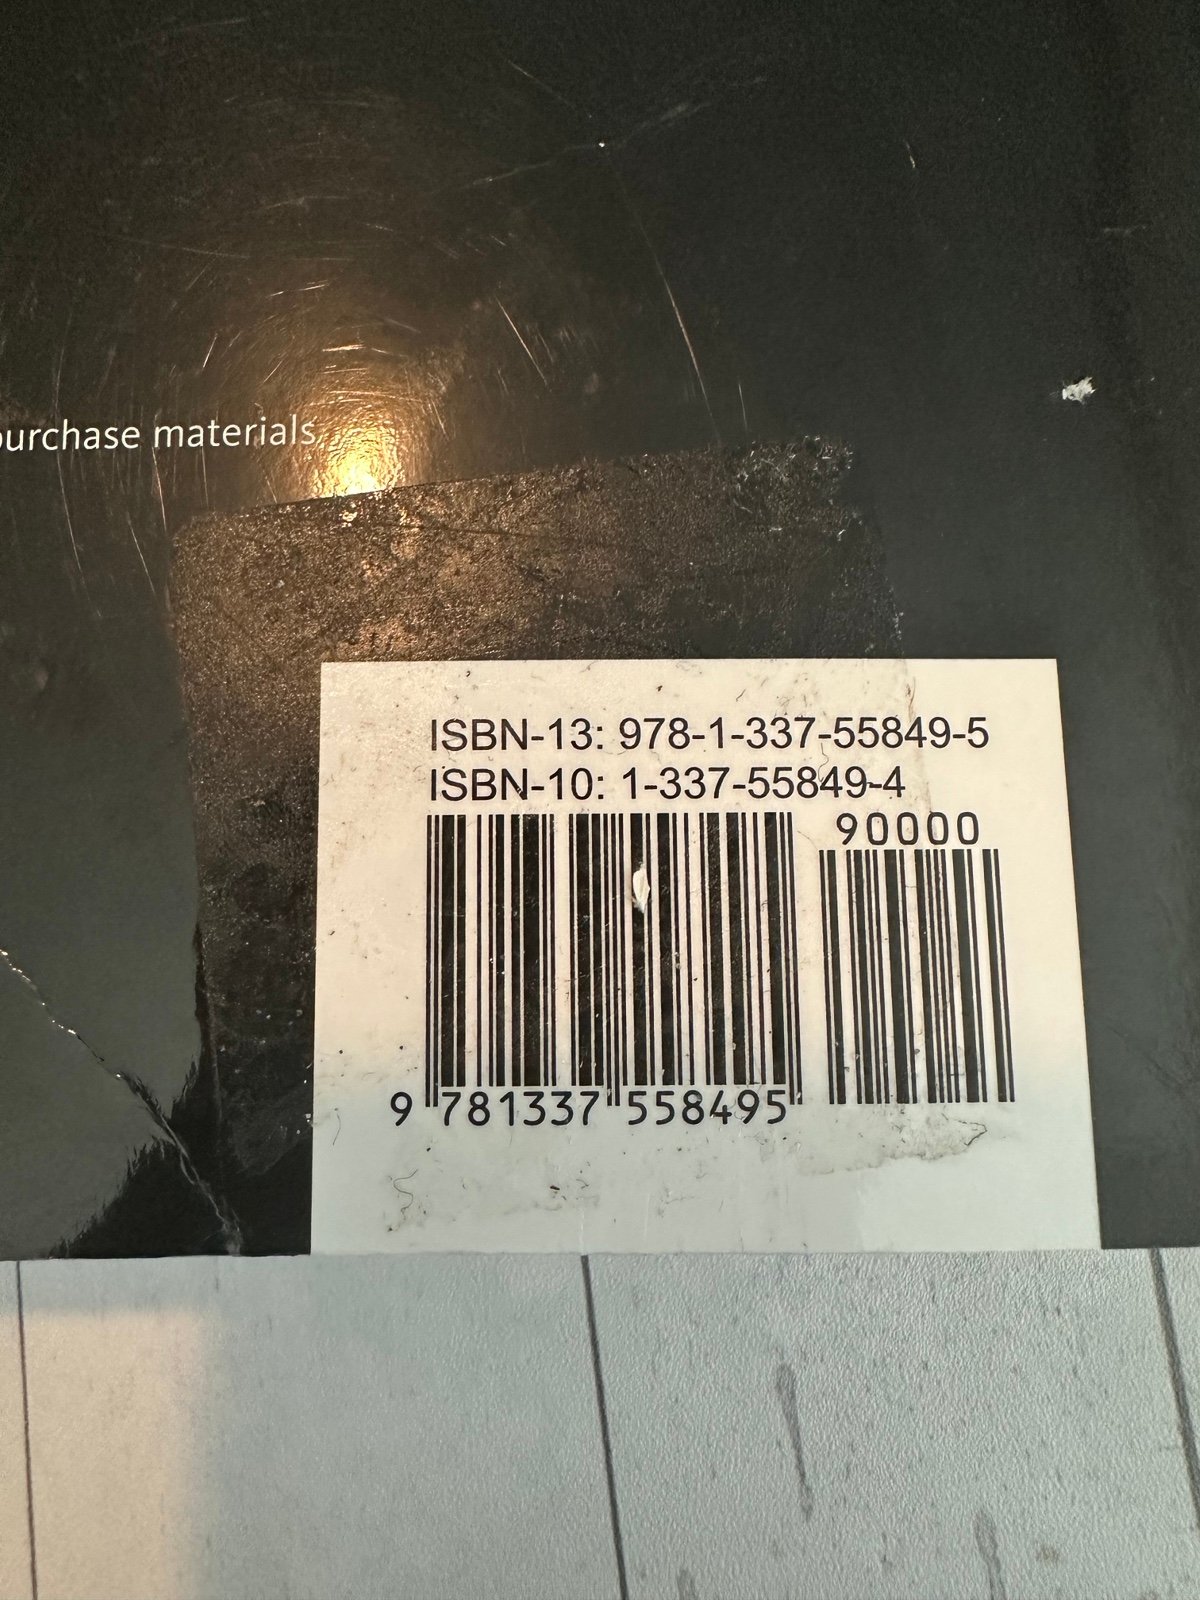 purchase materials.
ISBN-13: 978-1-337-55849-5
ISBN-10: 1-337-55849-4
90000
9 781337 558495